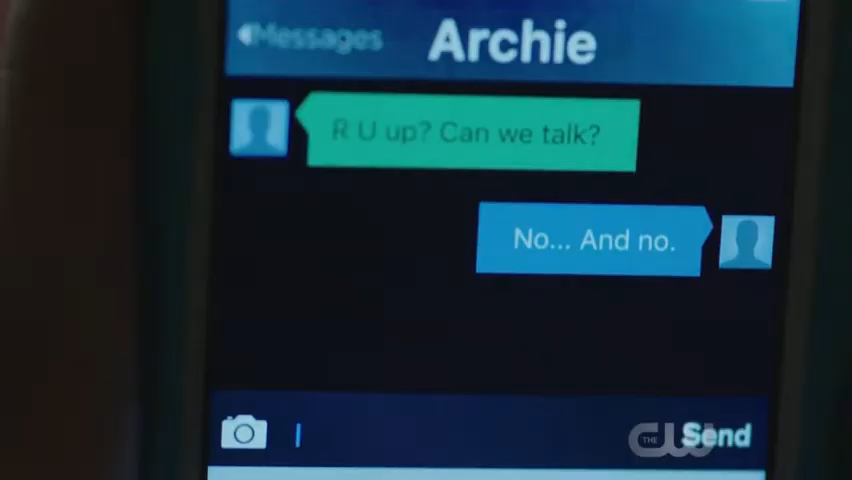 Messages
Archie
R U up? Can we talk?
No... And no.
Send
THE CW